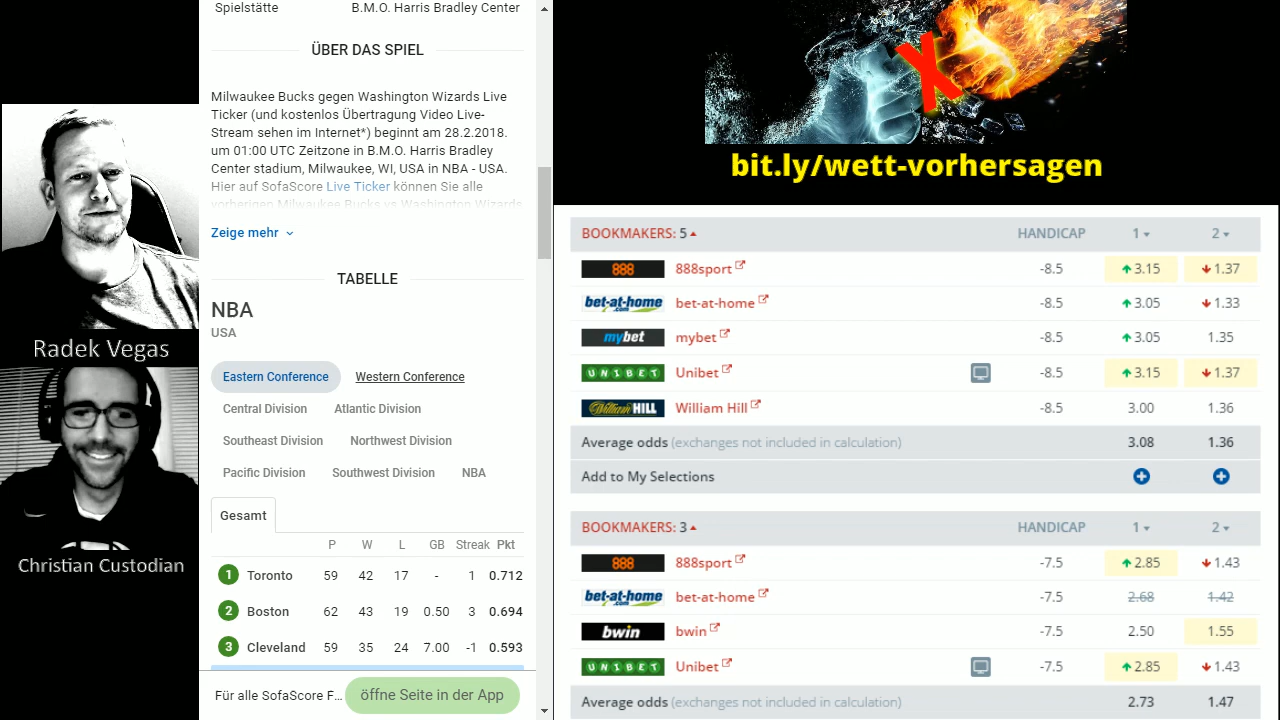 Spielstätte B.M.O. Harris Bradley Center
ÜBER DAS SPIEL
Milwaukee Bucks gegen Washington Wizards Live
Ticker (und kostenlos Übertragung Video Live-
Stream sehen im Internet*) beginnt am 28.2.2018.
um 01:00 UTC Zeitzone in B.M.O. Harris Bradley
Center stadium, Milwaukee, WI, USA in NBA - USA.
Hier auf SofaScore Live Ticker können Sie alle
vorherigen Milwaukee Bucks vs Washington Wizards
Zeige mehr
TABELLE
NBA
USA
Eastern Conference Western Conference
Central Division Atlantic Division
Southeast Division Northwest Division
Pacific Division Southwest Division NBA
Gesamt
P W L GB Streak Pkt
1 Toronto 59 42 17 - 1 0.712
2 Boston 62 43 19 0.50 3 0.694
3 Cleveland 59 35 24 7.00 -1 0.593
Für alle SofaScore F... öffne Seite in der App
Radek Vegas
Christian Custodian
X
bit.ly/wett-vorhersagen
BOOKMAKERS: 5 HANDICAP 1 2
888 888sport -8.5 3.15 1.37
bet-at-home.com bet-at-home -8.5 3.05 1.33
mybet mybet -8.5 3.05 1.35
UNIBET Unibet -8.5 3.15 1.37
William HILL William Hill -8.5 3.00 1.36
Average odds (exchanges not included in calculation) 3.08 1.36
Add to My Selections
BOOKMAKERS: 3 HANDICAP 1 2
888 888sport -7.5 2.85 1.43
bet-at-home.com bet-at-home -7.5 2.68 1.42
bwin bwin -7.5 2.50 1.55
UNIBET Unibet -7.5 2.85 1.43
Average odds (exchanges not included in calculation) 2.73 1.47